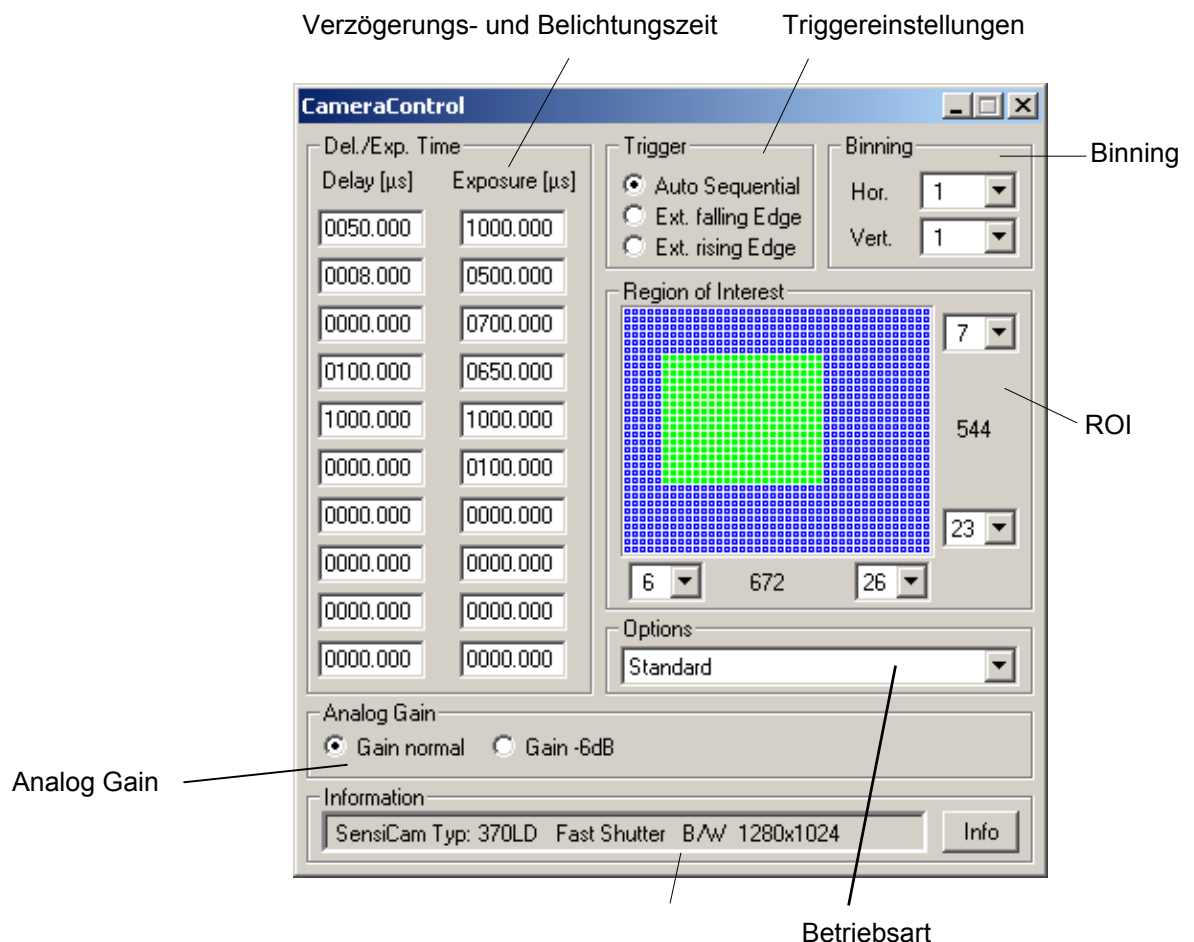 Verzögerungs- und Belichtungszeit
Triggereinstellungen
CameraControl
Del./Exp. Time
Delay [µs] Exposure [µs]
0050.000 1000.000
0008.000 0500.000
0000.000 0700.000
0100.000 0650.000
1000.000 1000.000
0000.000 0100.000
0000.000 0000.000
0000.000 0000.000
0000.000 0000.000
0000.000 0000.000
Trigger
Auto Sequential
Ext. falling Edge
Ext. rising Edge
Binning
Hor. 1
Vert. 1
Binning
Region of Interest
7
544
23
6 672 26
ROI
Options
Standard
Analog Gain
Gain normal Gain -6dB
Analog Gain
Information
SensiCam Typ: 370LD Fast Shutter B/W 1280x1024
Info
Betriebsart